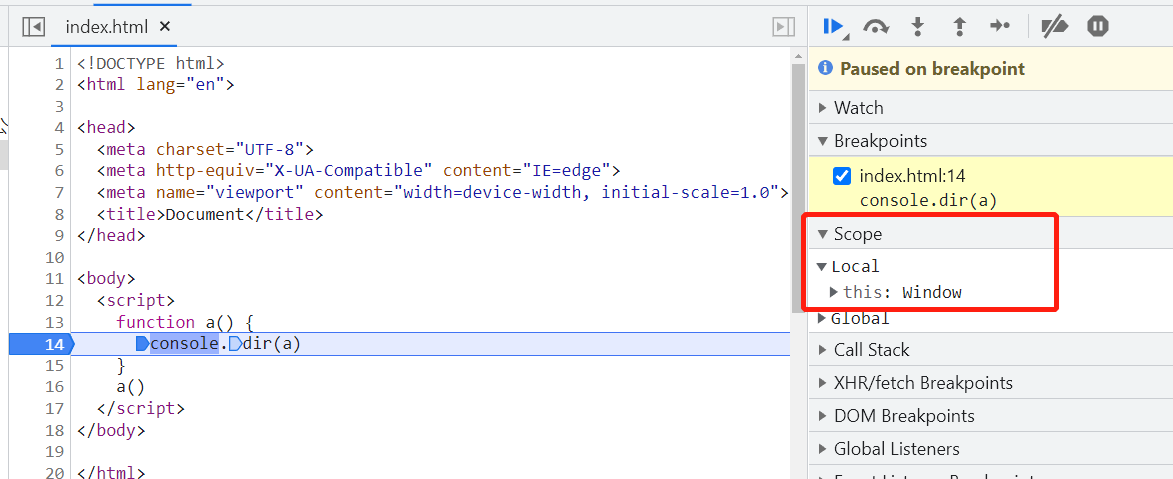 index.html ×
1 <!DOCTYPE html>
2 <html lang="en">
3
4 <head>
5 <meta charset="UTF-8">
6 <meta http-equiv="X-UA-Compatible" content="IE=edge">
7 <meta name="viewport" content="width=device-width, initial-scale=1.0">
8 <title>Document</title>
9 </head>
10
11 <body>
12 <script>
13 function a() {
14 console.dir(a)
15 }
16 a()
17 </script>
18 </body>
19
20 </html>
Paused on breakpoint
Watch
Breakpoints
index.html:14
console.dir(a)
Scope
Local
this: Window
Global
Call Stack
XHR/fetch Breakpoints
DOM Breakpoints
Global Listeners